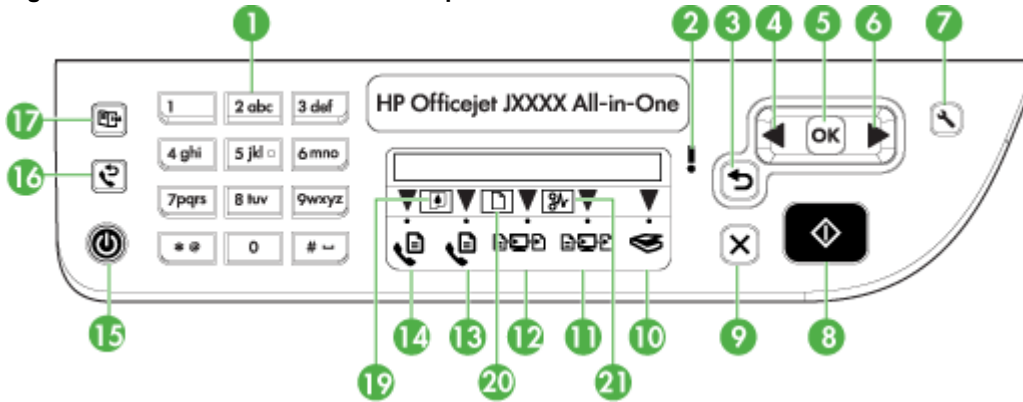 1 2 3 4 5 6 7
HP Officejet JXXXX All-in-One
17 1 2 abc 3 def
OK
16 4 ghi 5 jkl 6 mno
7pqrs 8 tuv 9wxyz
* @ 0 #
15 14 13 12 11 10 9 8
19 20 21